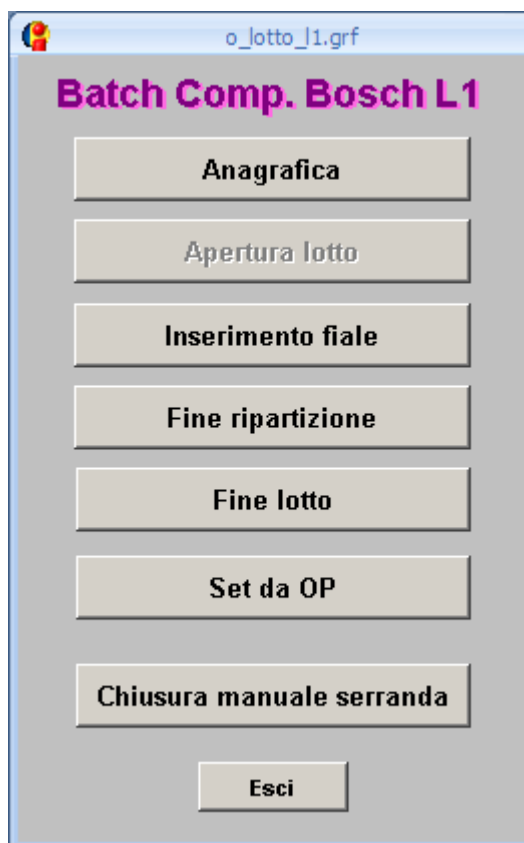 o_lotto_l1.grf
Batch Comp. Bosch L1
Anagrafica
Apertura lotto
Inserimento fiale
Fine ripartizione
Fine lotto
Set da OP
Chiusura manuale serranda
Esci